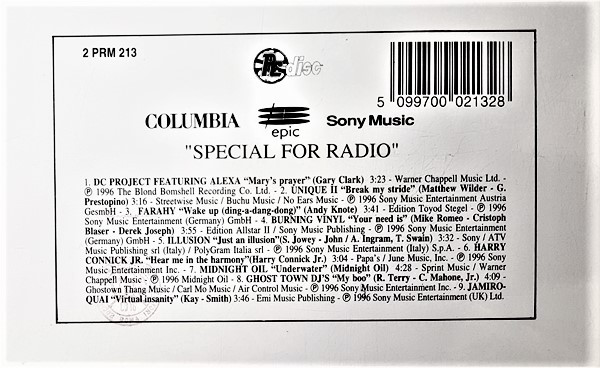 2 PRM 213
disc
5 099700 021328
COLUMBIA epic Sony Music
"SPECIAL FOR RADIO"
1. DC PROJECT FEATURING ALEXA “Mary's prayer” (Gary Clark) 3:23 - Warner Chappell Music Ltd. -
℗ 1996 The Blond Bombshell Recording Co. Ltd. - 2. ÚNIQUE II “Break my stride” (Matthew Wilder - G.
Prestopino) 3:16 - Streetwise Music / Buchu Music / No Ears Music - ℗ 1996 Sony Music Entertainment Austria
GesmbH - 3. FARAHY “Wake up (ding-a-dang-dong)” (Andy Knote) 3:41 - Edition Toyod Stegel - ℗ 1996
Sony Music Entertainment (Germany) GmbH - 4. BURNING VINYL “Your need is” (Mike Romeo - Cristoph
Blaser - Derek Joseph) 3:55 - Edition Allstar II / Sony Music Publishing - ℗ 1996 Sony Music Entertainment
(Germany) GmbH - 5. ILLUSION “Just an illusion”(S. Jowey - John / A. Ingram, T. Swain) 3:32 - Sony / ATV
Music Publishing srl (Italy) / PolyGram Italia srl - ℗ 1996 Sony Music Entertainment (Italy) S.p.A. - 6. HARRY
CONNICK JR. “Hear me in the harmony”(Harry Connick Jr.) 3:04 - Papa's / June Music, Inc. - ℗ 1996 Sony
Music Entertainment Inc. - 7. MIDNIGHT OIL “Underwater” (Midnight Oil) 4:28 - Sprint Music / Warner
Chappell Music - ℗ 1996 Midnight Oil - 8. GHOST TOWN DJ'S “My boo” (R. Terry - C. Mahone, Jr.) 4:09 -
Ghostown Thang Music / Carl Mo Music / Air Control Music - ℗ 1996 Sony Music Entertainment Inc. - 9. JAMIRO-
QUAI “Virtual insanity” (Kay - Smith) 3:46 - Emi Music Publishing - ℗ 1996 Sony Music Entertainment (UK) Ltd.